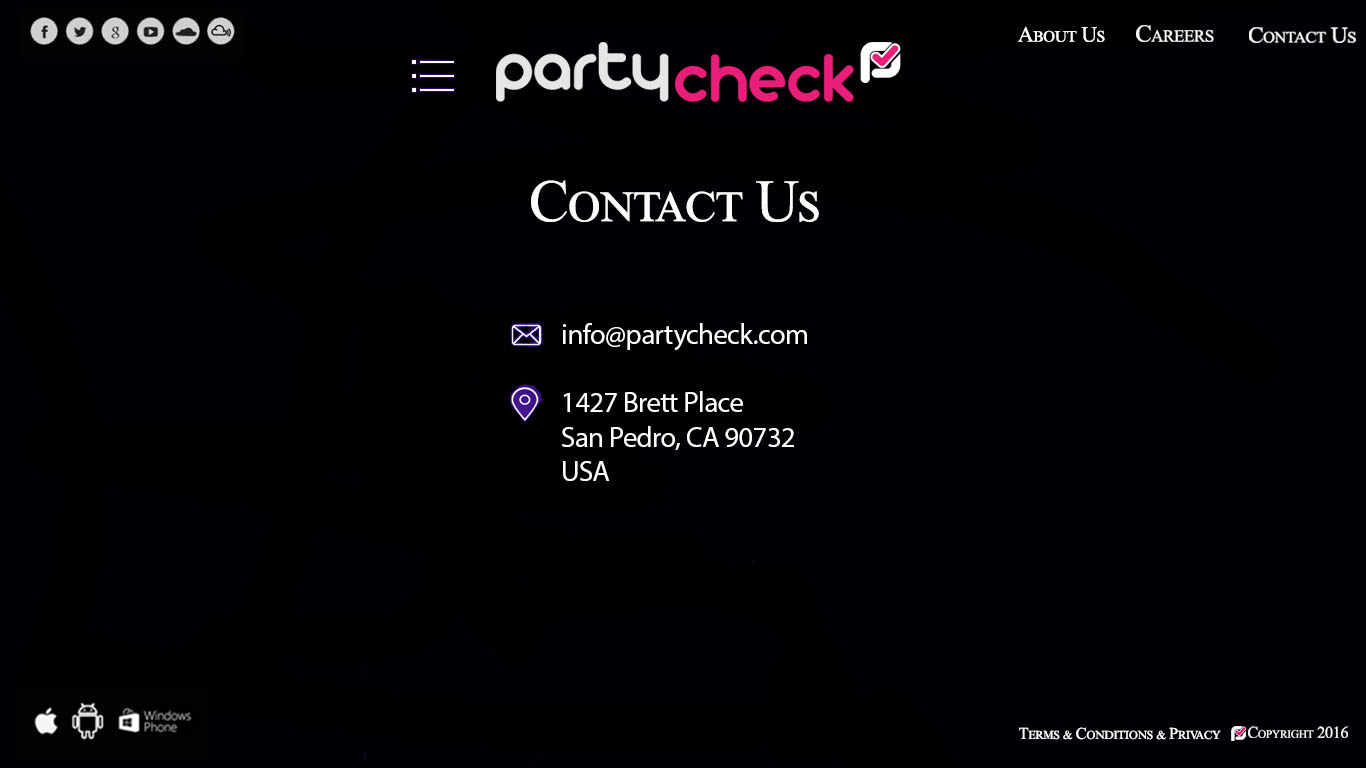 About Us
Careers
Contact Us
partycheck
Contact Us
info@partycheck.com
1427 Brett Place
San Pedro, CA 90732
USA
Windows
Phone
Terms & Conditions & Privacy
Copyright 2016